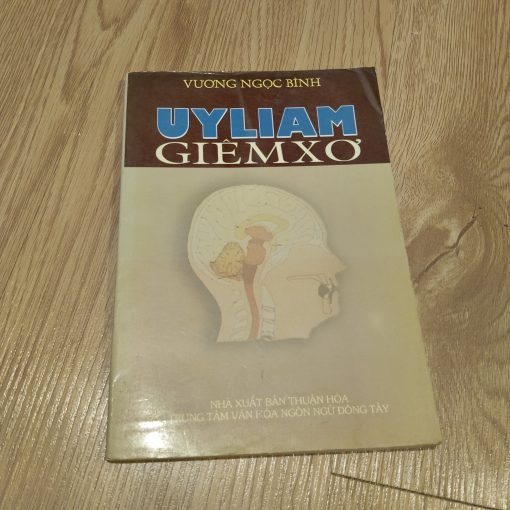 VƯƠNG NGỌC BÌNH
UYLIAM
GIÊMXƠ
NHÀ XUẤT BẢN THUẬN HÓA
TRUNG TÂM VĂN HÓA NGÔN NGỮ ĐÔNG TÂY